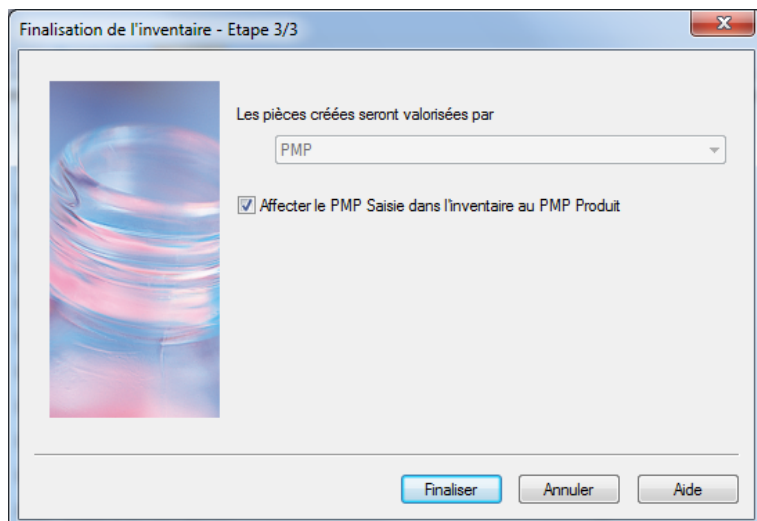 Finalisation de l'inventaire - Etape 3/3
Les pièces créées seront valorisées par
PMP
Affecter le PMP Saisie dans l'inventaire au PMP Produit
Finaliser Annuler Aide